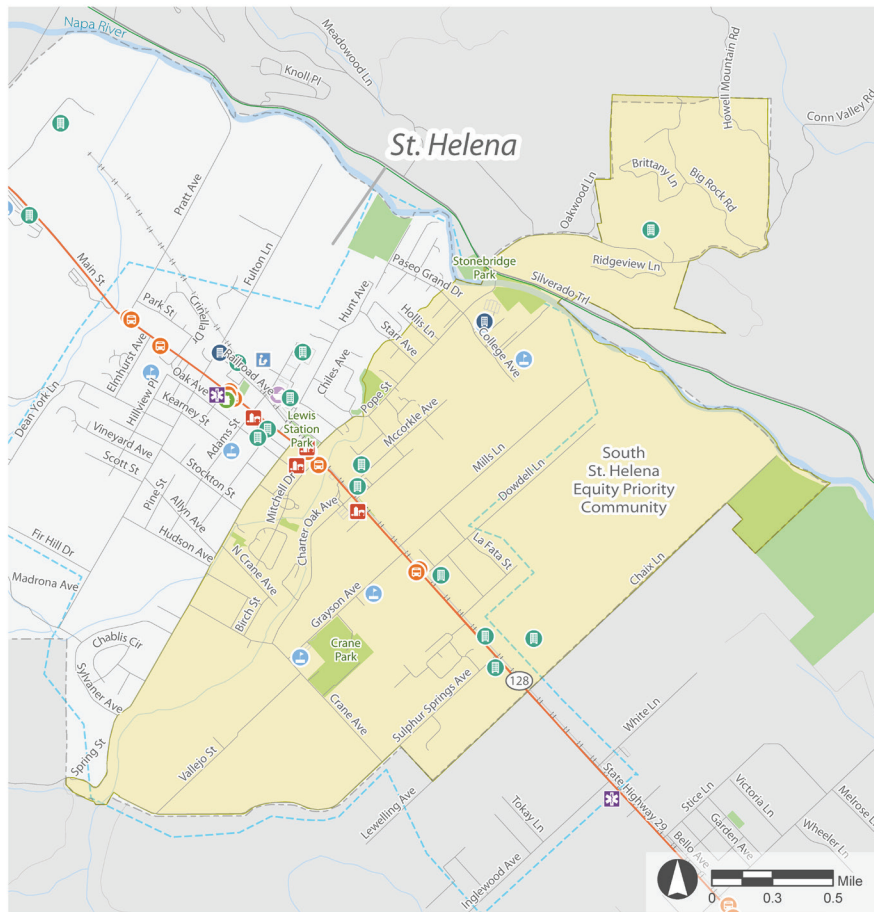 Napa River
Meadowood Ln
Knoll Pl
Howell Mountain Rd
Conn Valley Rd
St. Helena
Brittany Ln
Big Rock Rd
Oakwood Ln
Ridgeview Ln
Pratt Ave
Fulton Ln
Stonebridge
Park
Silverado Trl
Paseo Grand Dr
Main St
Hunt Ave
Hollis Ln
Starr Ave
College Ave
Park St
Crinella Dr
Railroad Ave
Chiles Ave
Elmhurst Ave
Hillview Pl
Oak Ave
Dean York Ln
Kearney St
Pope St
Adams St
Lewis
Station
Park
Mccorkle Ave
Vineyard Ave
Scott St
Stockton St
Mills Ln
Dowdell Ln
South
St. Helena
Equity Priority
Community
Pine St
Allyn Ave
Mitchell Dr
Charter Oak Ave
Hudson Ave
Fir Hill Dr
La Fata St
Chaix Ln
N Crane Ave
Madrona Ave
Birch St
Grayson Ave
Chablis Cir
Crane
Park
Sylvaner Ave
128
Crane Ave
Sulphur Springs Ave
White Ln
Spring St
Vallejo St
State Highway 29
Stice Ln
Victoria Ln
Melrose Ln
Lewelling Ave
Tokay Ln
Garden Ave
Wheeler Ln
Bello Ave
Inglewood Ave
Mile
0 0.3 0.5